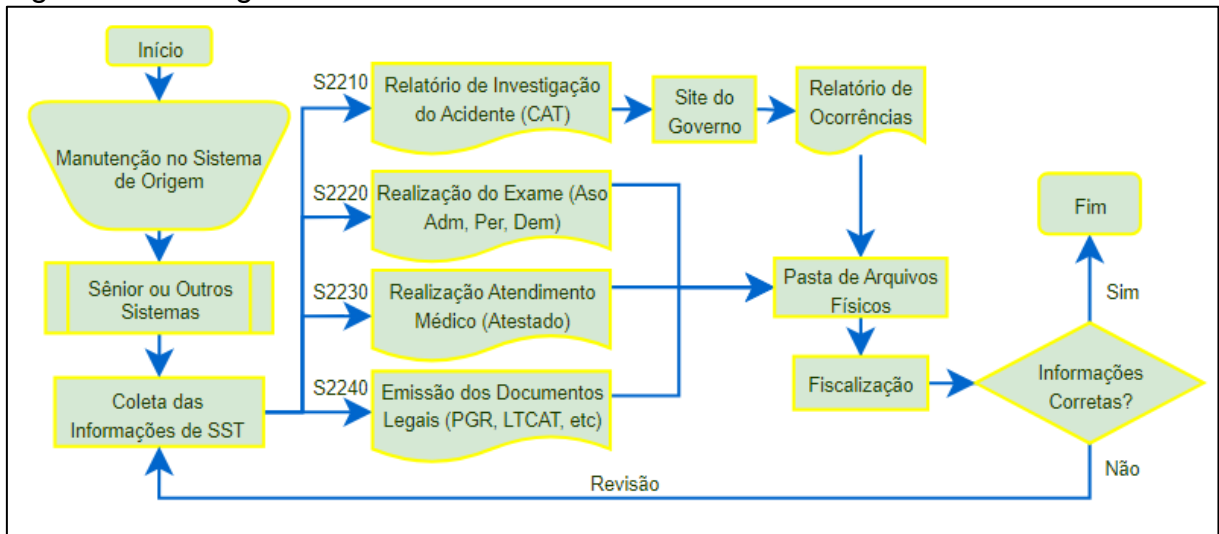 Início
Manutenção no Sistema
de Origem
Sênior ou Outros
Sistemas
Coleta das
Informações de SST
S2210
Relatório de Investigação
do Acidente (CAT)
Site do
Governo
Relatório de
Ocorrências
S2220
Realização do Exame (Aso
Adm, Per, Dem)
S2230
Realização Atendimento
Médico (Atestado)
S2240
Emissão dos Documentos
Legais (PGR, LTCAT, etc)
Pasta de Arquivos
Físicos
Fiscalização
Informações
Corretas?
Sim
Fim
Não
Revisão